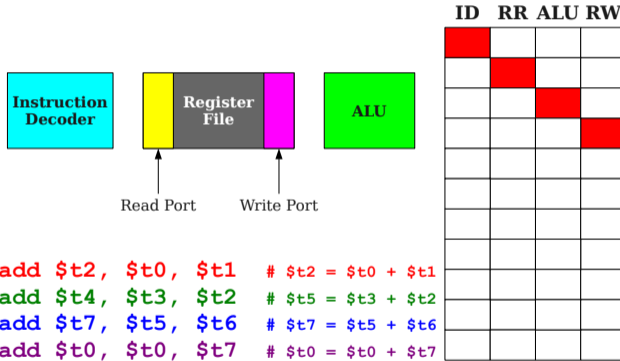 ID RR ALU RW
Instruction
Decoder
Register
File
ALU
Read Port Write Port
add $t2, $t0, $t1 # $t2 = $t0 + $t1
add $t4, $t3, $t2 # $t5 = $t3 + $t2
add $t7, $t5, $t6 # $t7 = $t5 + $t6
add $t0, $t0, $t7 # $t0 = $t0 + $t7